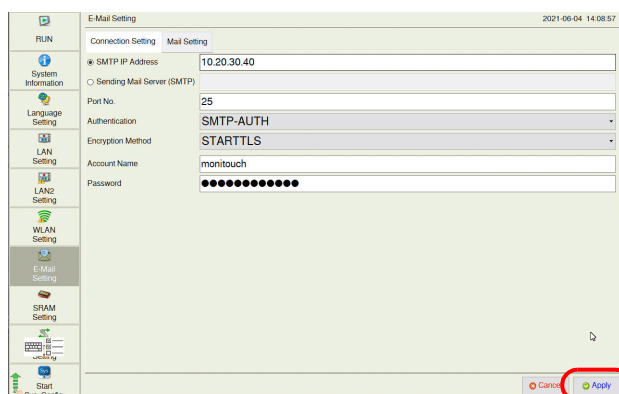 E-Mail Setting
2021-06-04 14:08:57
RUN
Connection Setting
Mail Setting
System
Information
SMTP IP Address
10.20.30.40
Sending Mail Server (SMTP)
Language
Setting
Port No.
25
Authentication
SMTP-AUTH
LAN
Setting
Encryption Method
STARTTLS
Account Name
monitouch
LAN2
Setting
Password
●●●●●●●●●●●●
WLAN
Setting
E-Mail
Setting
SRAM
Setting
Setting
Sys
Start
Cancel
Apply